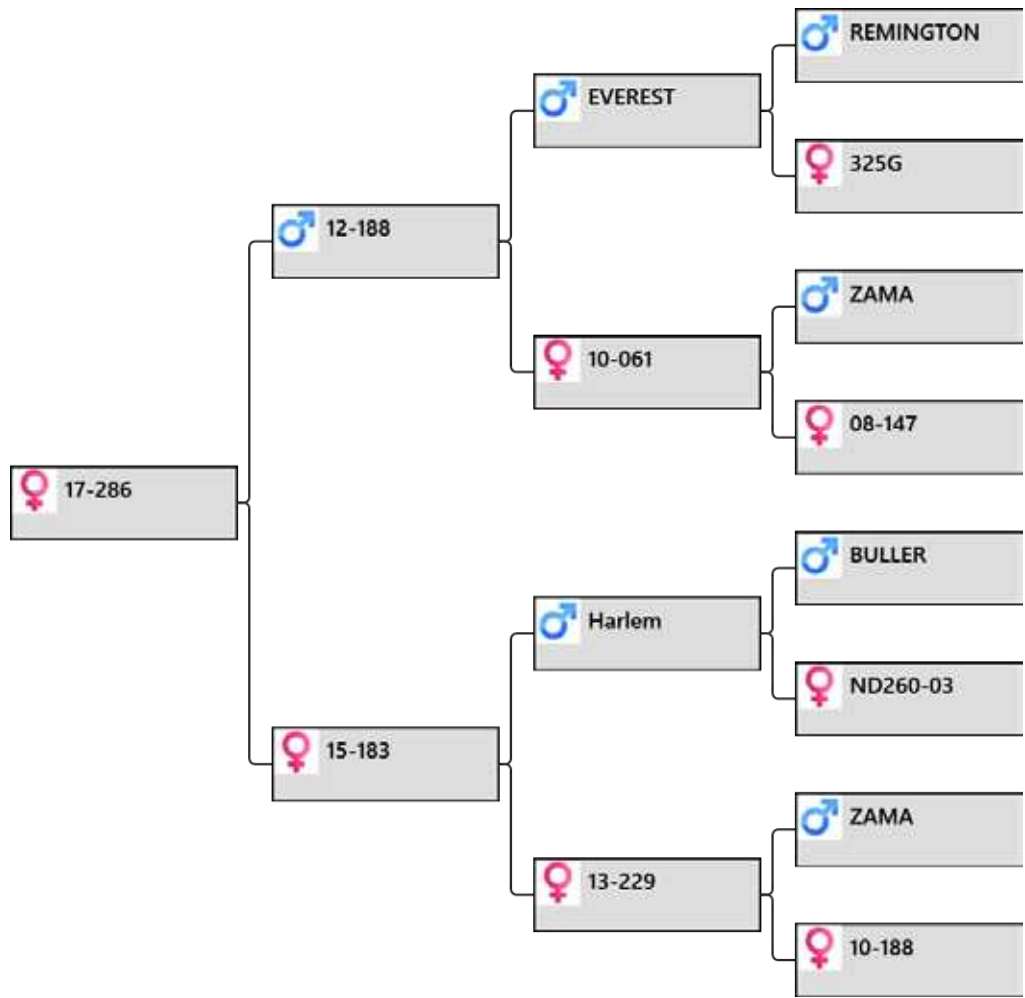 REMINGTON
EVEREST
325G
12-188
ZAMA
10-061
08-147
17-286
BULLER
Harlem
ND260-03
15-183
ZAMA
13-229
10-188